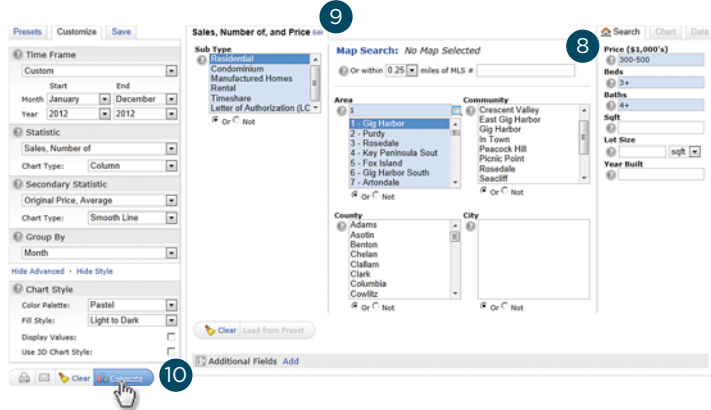 9
Presets Customize Save
Time Frame
Custom
Start End
Month January December
Year 2012 2012
Statistic
Sales, Number of
Chart Type: Column
Secondary Statistic
Original Price, Average
Chart Type: Smooth Line
Group By
Month
Hide Advanced · Hide Style
Chart Style
Color Palette: Pastel
Fill Style: Light to Dark
Display Values:
Use 3D Chart Style:
Clear Generate
10
Sales, Number of, and Price Edit
Sub Type
Residential
Condominium
Manufactured Homes
Rental
Timeshare
Letter of Authorization (LC
Or Not
Map Search: No Map Selected
Or within 0.25 miles of MLS #
Area
1
1 - Gig Harbor
2 - Purdy
3 - Rosedale
4 - Key Peninsula Sout
5 - Fox Island
6 - Gig Harbor South
7 - Artondale
Or Not
Community
Crescent Valley
East Gig Harbor
Gig Harbor
In Town
Peacock Hill
Picnic Point
Rosedale
Seacliff
Or Not
County
Adams
Asotin
Benton
Chelan
Clallam
Clark
Columbia
Cowlitz
Or Not
City
Or Not
Clear Load from Preset
Additional Fields Add
8
Search Chart Data
Price ($1,000's)
300-500
Beds
3+
Baths
4+
Sqft
Lot Size
sqft
Year Built